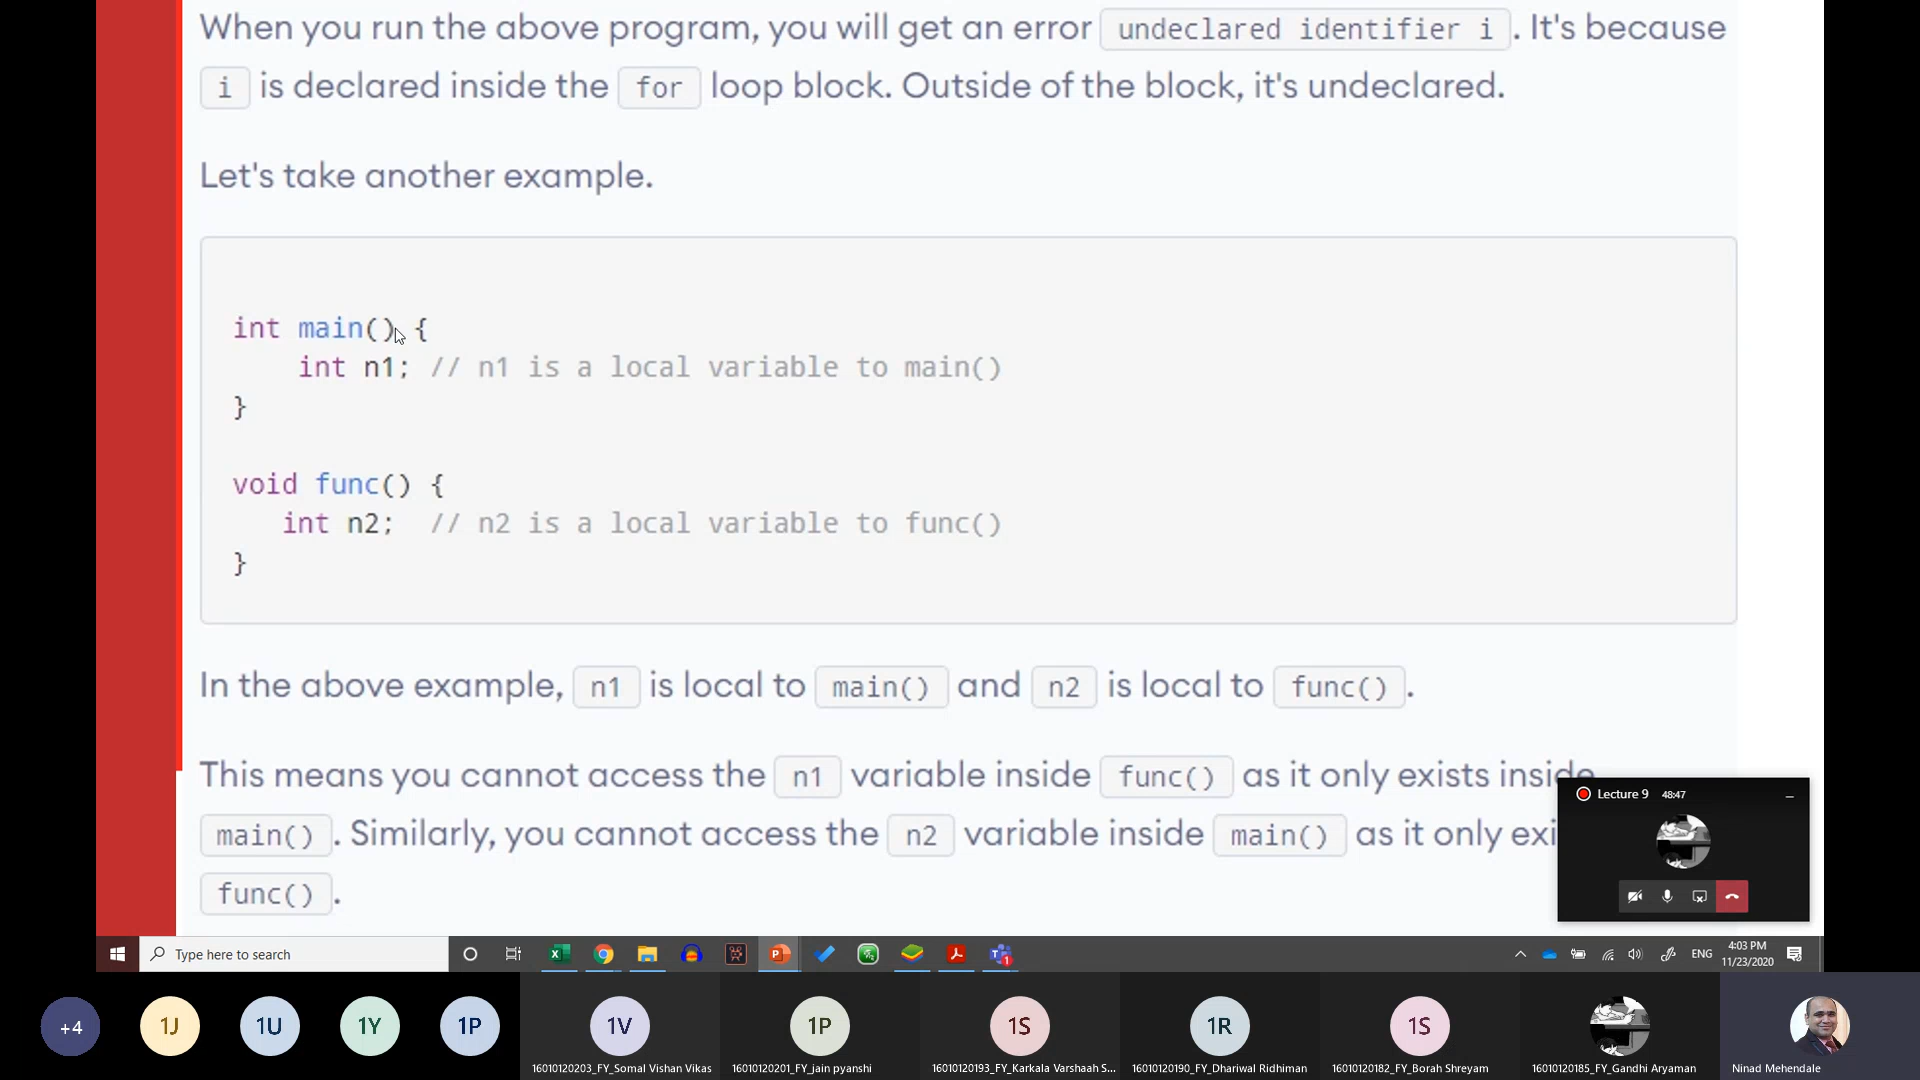 When you run the above program, you will get an error undeclared identifier i. It's because
i is declared inside the for loop block. Outside of the block, it's undeclared.
Let's take another example.
int main() {
int n1; // n1 is a local variable to main()
}
void func() {
int n2; // n2 is a local variable to func()
}
In the above example, n1 is local to main() and n2 is local to func().
This means you cannot access the n1 variable inside func() as it only exists inside
main(). Similarly, you cannot access the n2 variable inside main() as it only exi
func().
Lecture 9 48:47
Type here to search
ENG
4:03 PM
11/23/2020
+4
1J
1U
1Y
1P
1V
1P
1S
1R
1S
16010120203_FY_Somal Vishan Vikas
16010120201_FY_jain pyanshi
16010120193_FY_Karkala Varshaah S...
16010120190_FY_Dhariwal Ridhiman
16010120182_FY_Borah Shreyam
16010120185_FY_Gandhi Aryaman
Ninad Mehendale